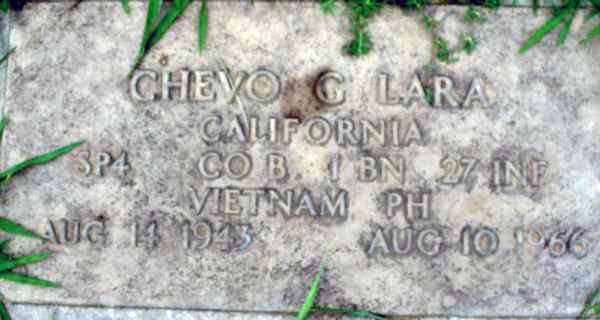 CHEVO G LARA
CALIFORNIA
SP4 CO B 1 BN 27 INF
VIETNAM PH
AUG 14 1943 AUG 10 1966